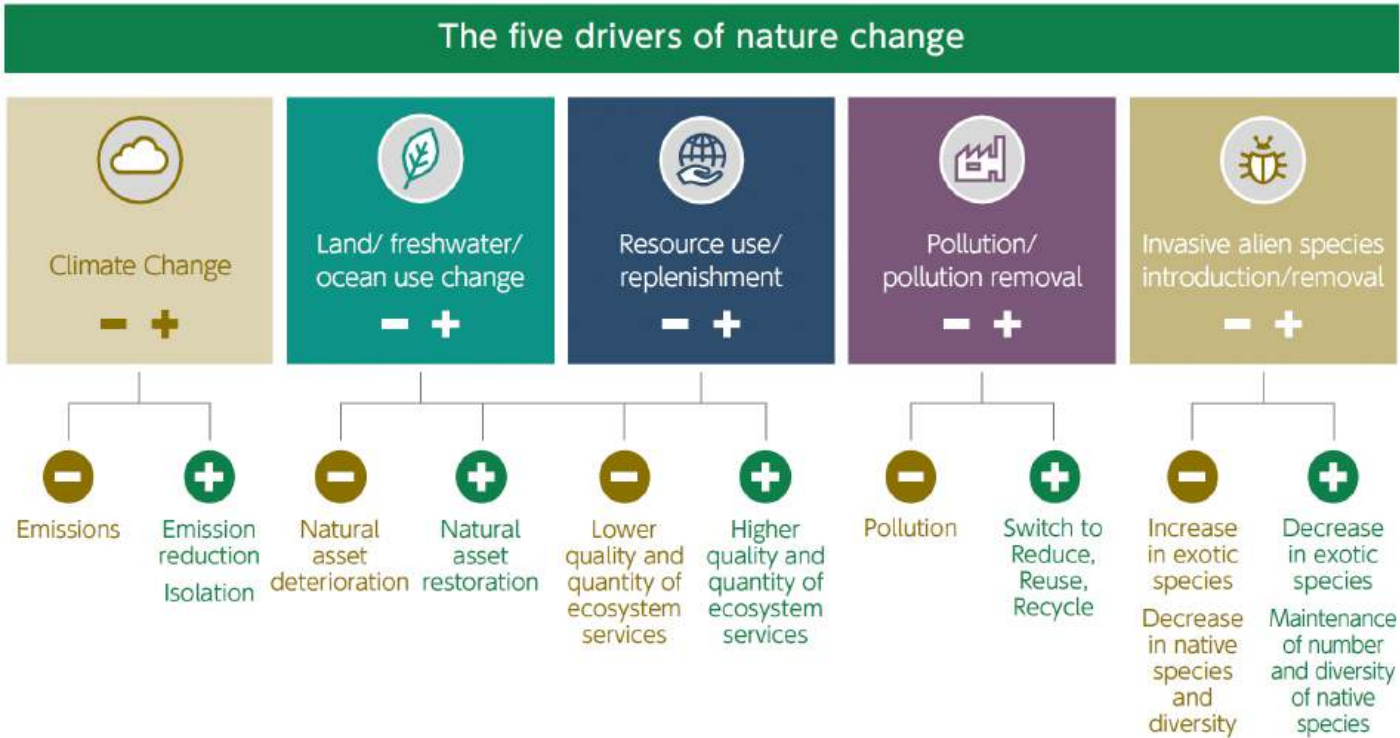 The five drivers of nature change
Climate Change
Land/ freshwater/
ocean use change
Resource use/
replenishment
Pollution/
pollution removal
Invasive alien species
introduction/removal
Emissions
Emission
reduction
Isolation
Natural
asset
deterioration
Natural
asset
restoration
Lower
quality and
quantity of
ecosystem
services
Higher
quality and
quantity of
ecosystem
services
Pollution
Switch to
Reduce,
Reuse,
Recycle
Increase
in exotic
species
Decrease
in native
species
and
diversity
Decrease
in exotic
species
Maintenance
of number
and diversity
of native
species